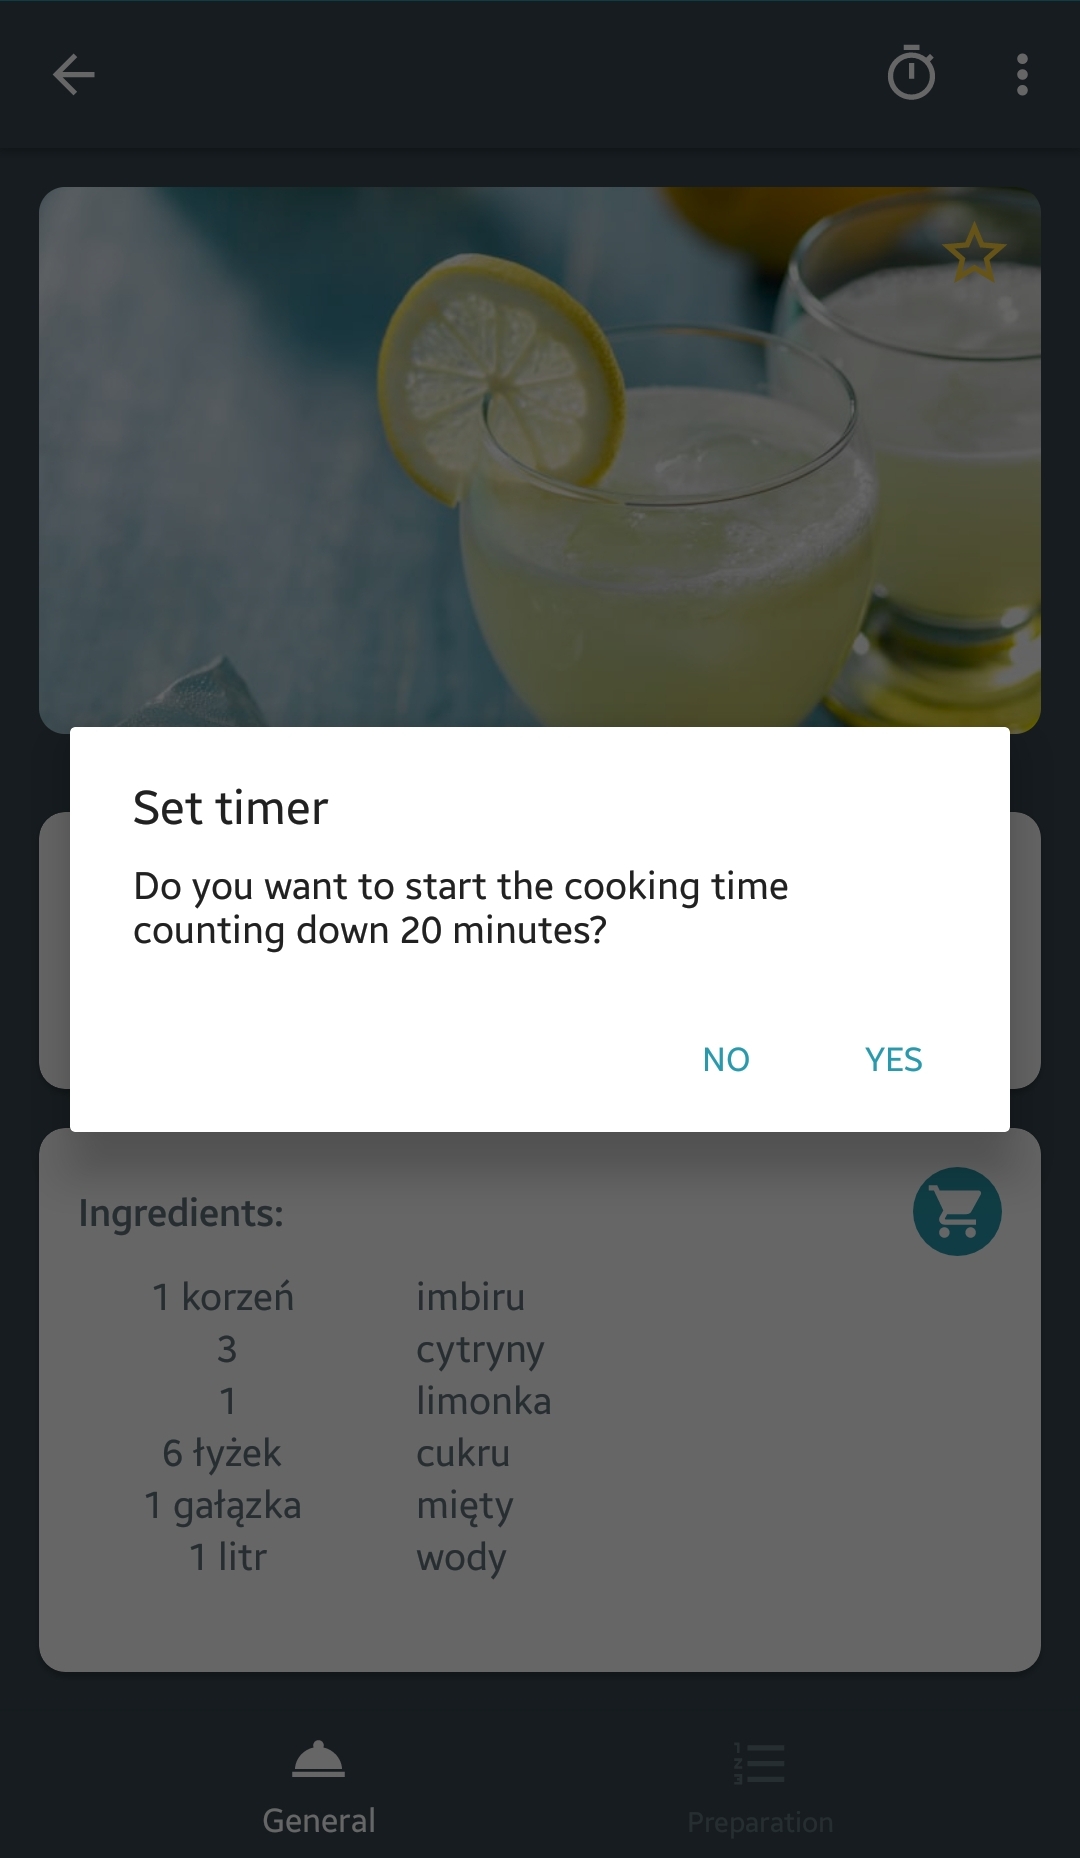 Set timer
Do you want to start the cooking time
counting down 20 minutes?
NO YES
Ingredients:
1 korzeń imbiru
3 cytryny
1 limonka
6 łyżek cukru
1 gałązka mięty
1 litr wody
General
Preparation